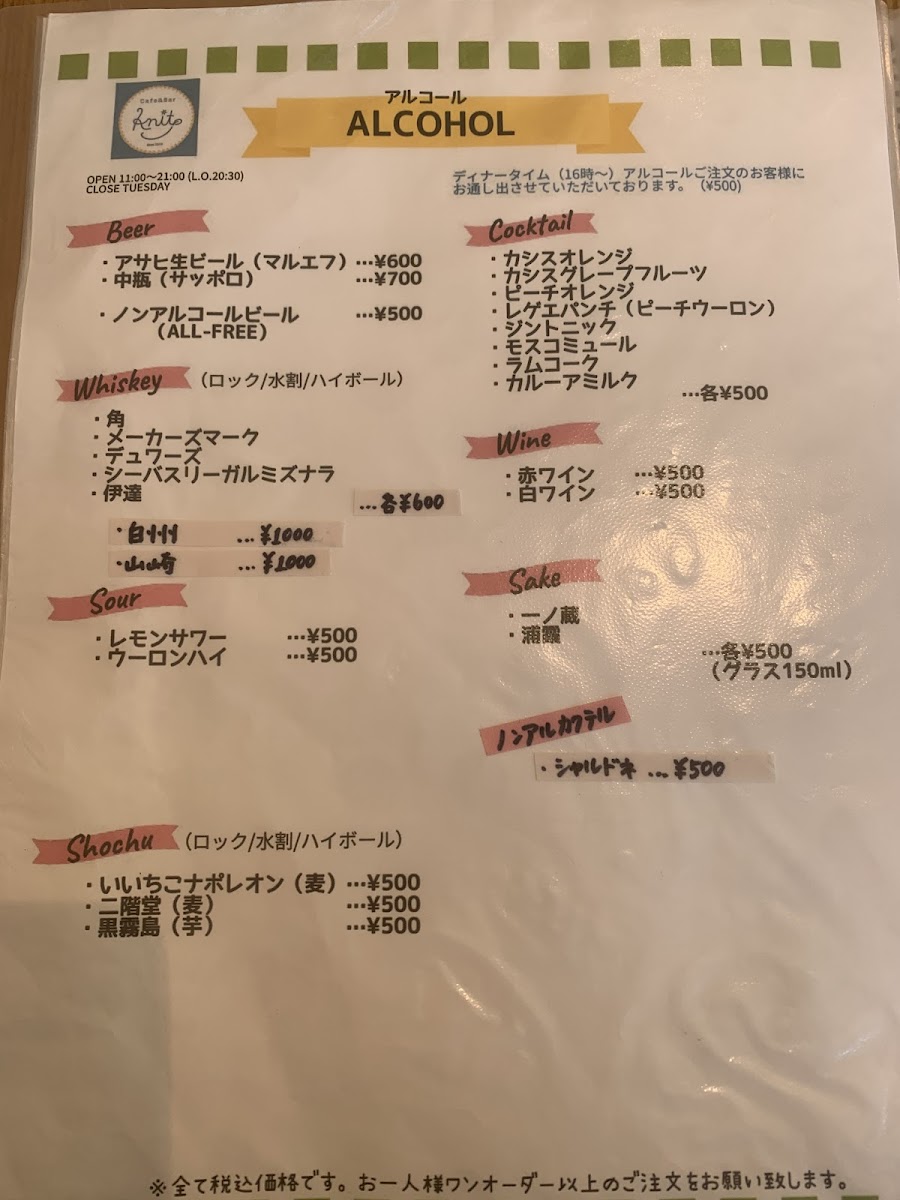 Cafe&Bar
Knit
アルコール
ALCOHOL
OPEN 11:00〜21:00 (L.O.20:30)
CLOSE TUESDAY
ディナータイム（16時〜）アルコールご注文のお客様に
お通し出させていただいております。（¥500）
Beer
・アサヒ生ビール（マルエフ）…¥600
・中瓶（サッポロ） …¥700
・ノンアルコールビール …¥500
（ALL-FREE）
Whiskey （ロック/水割/ハイボール）
・角
・メーカーズマーク
・デュワーズ
・シーバスリーガルミズナラ
・伊達
…各¥600
・白州 …¥1000
・山崎 …¥1000
Sour
・レモンサワー …¥500
・ウーロンハイ …¥500
Shochu （ロック/水割/ハイボール）
・いいちこナポレオン（麦）…¥500
・二階堂（麦） …¥500
・黒霧島（芋） …¥500
Cocktail
・カシスオレンジ
・カシスグレープフルーツ
・ピーチオレンジ
・レゲエパンチ（ピーチウーロン）
・ジントニック
・モスコミュール
・ラムコーク
・カルーアミルク
…各¥500
Wine
・赤ワイン …¥500
・白ワイン …¥500
Sake
・一ノ蔵
・浦霞
…各¥500
（グラス150ml）
ノンアルカクテル
・シャルドネ …¥500
※全て税込価格です。お一人様ワンオーダー以上のご注文をお願い致します。